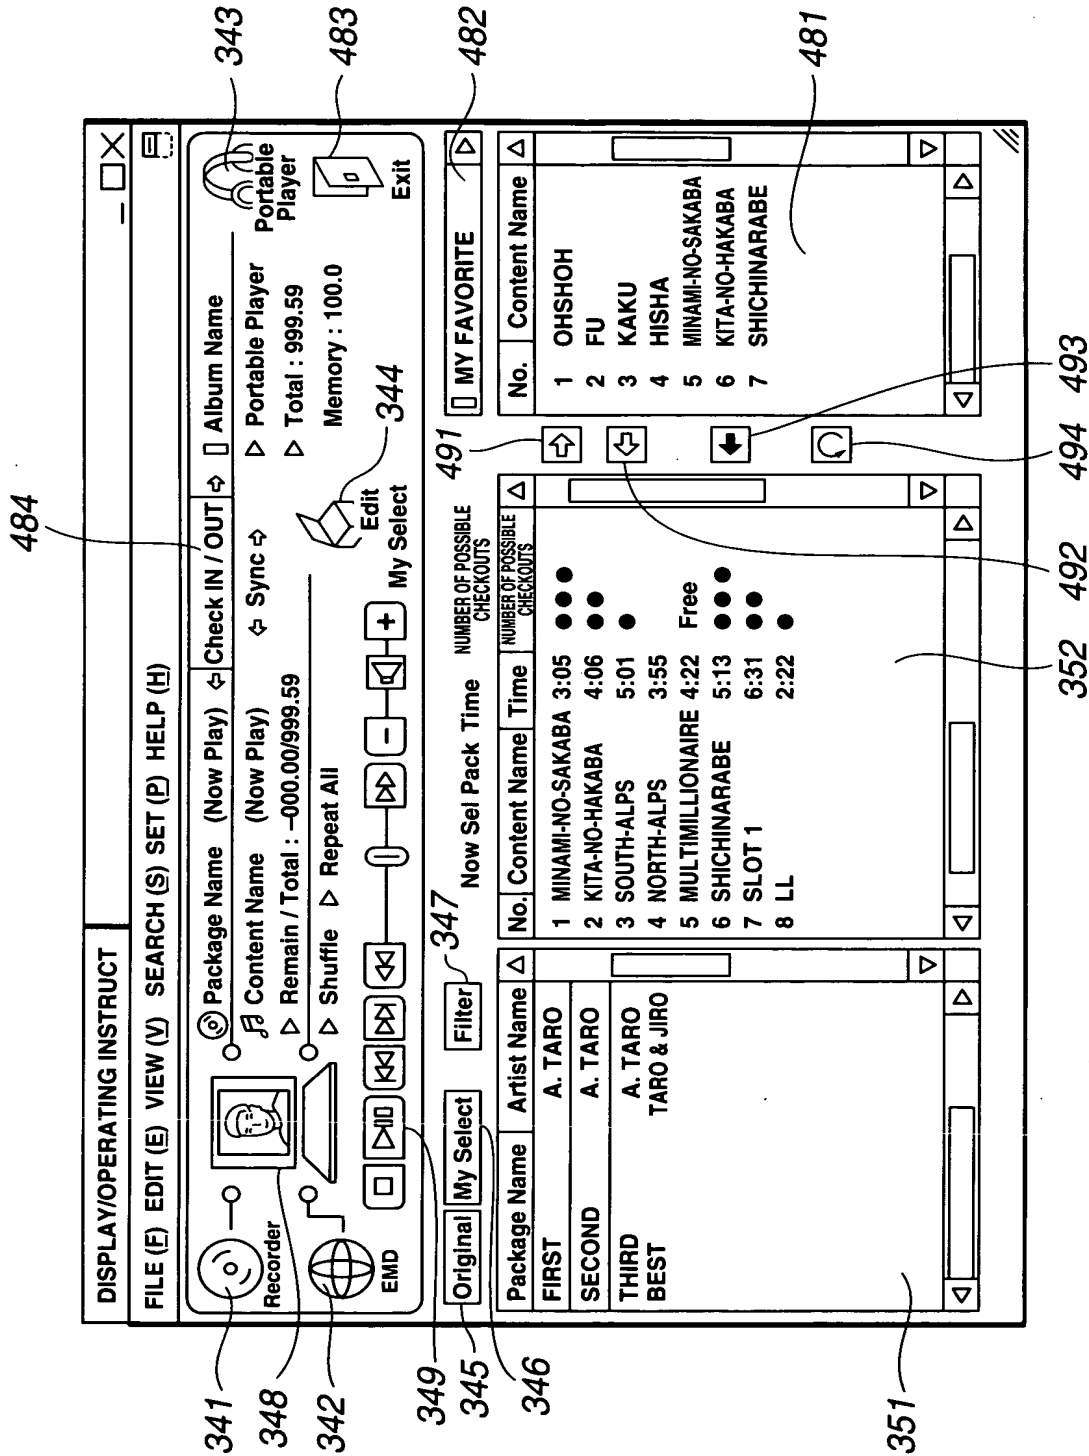 484
DISPLAY/OPERATING INSTRUCT
FILE (F) EDIT (E) VIEW (V) SEARCH (S) SET (P) HELP (H)
341
348
342
349
345
346
351
Recorder
EMD
Package Name (Now Play)
Check IN / OUT
Album Name
Content Name (Now Play)
Sync
Portable Player
Remain / Total : –000.00/999.59
Total : 999.59
Shuffle
Repeat All
Memory : 100.0
Portable
Player
343
483
Exit
Edit
My Select
344
Original
My Select
Filter
347
Now Sel Pack Time
NUMBER OF POSSIBLE
CHECKOUTS
491
MY FAVORITE
482
Package Name Artist Name
FIRST A. TARO
SECOND A. TARO
THIRD A. TARO
BEST TARO & JIRO
No. Content Name Time NUMBER OF POSSIBLE
CHECKOUTS
1 MINAMI-NO-SAKABA 3:05
2 KITA-NO-HAKABA 4:06
3 SOUTH-ALPS 5:01
4 NORTH-ALPS 3:55
5 MULTIMILLIONAIRE 4:22 Free
6 SHICHINARABE 5:13
7 SLOT 1 6:31
8 LL 2:22
No. Content Name
1 OHSHOH
2 FU
3 KAKU
4 HISHA
5 MINAMI-NO-SAKABA
6 KITA-NO-HAKABA
7 SHICHINARABE
481
352
492
494
493